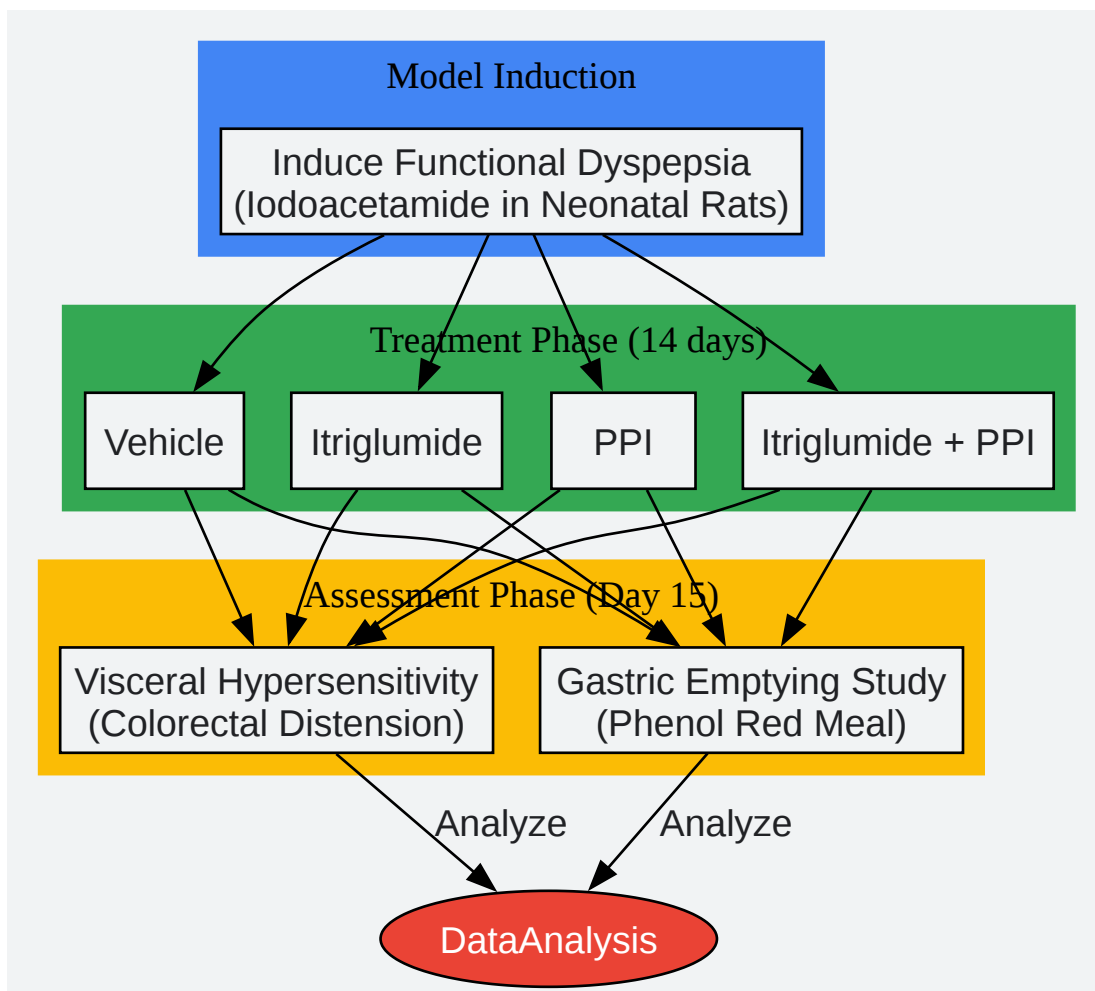 Model Induction
Induce Functional Dyspepsia
(Iodoacetamide in Neonatal Rats)
Treatment Phase (14 days)
Vehicle
Itriglumide
PPI
Itriglumide + PPI
Assessment Phase (Day 15)
Visceral Hypersensitivity
(Colorectal Distension)
Gastric Emptying Study
(Phenol Red Meal)
Analyze
Analyze
DataAnalysis